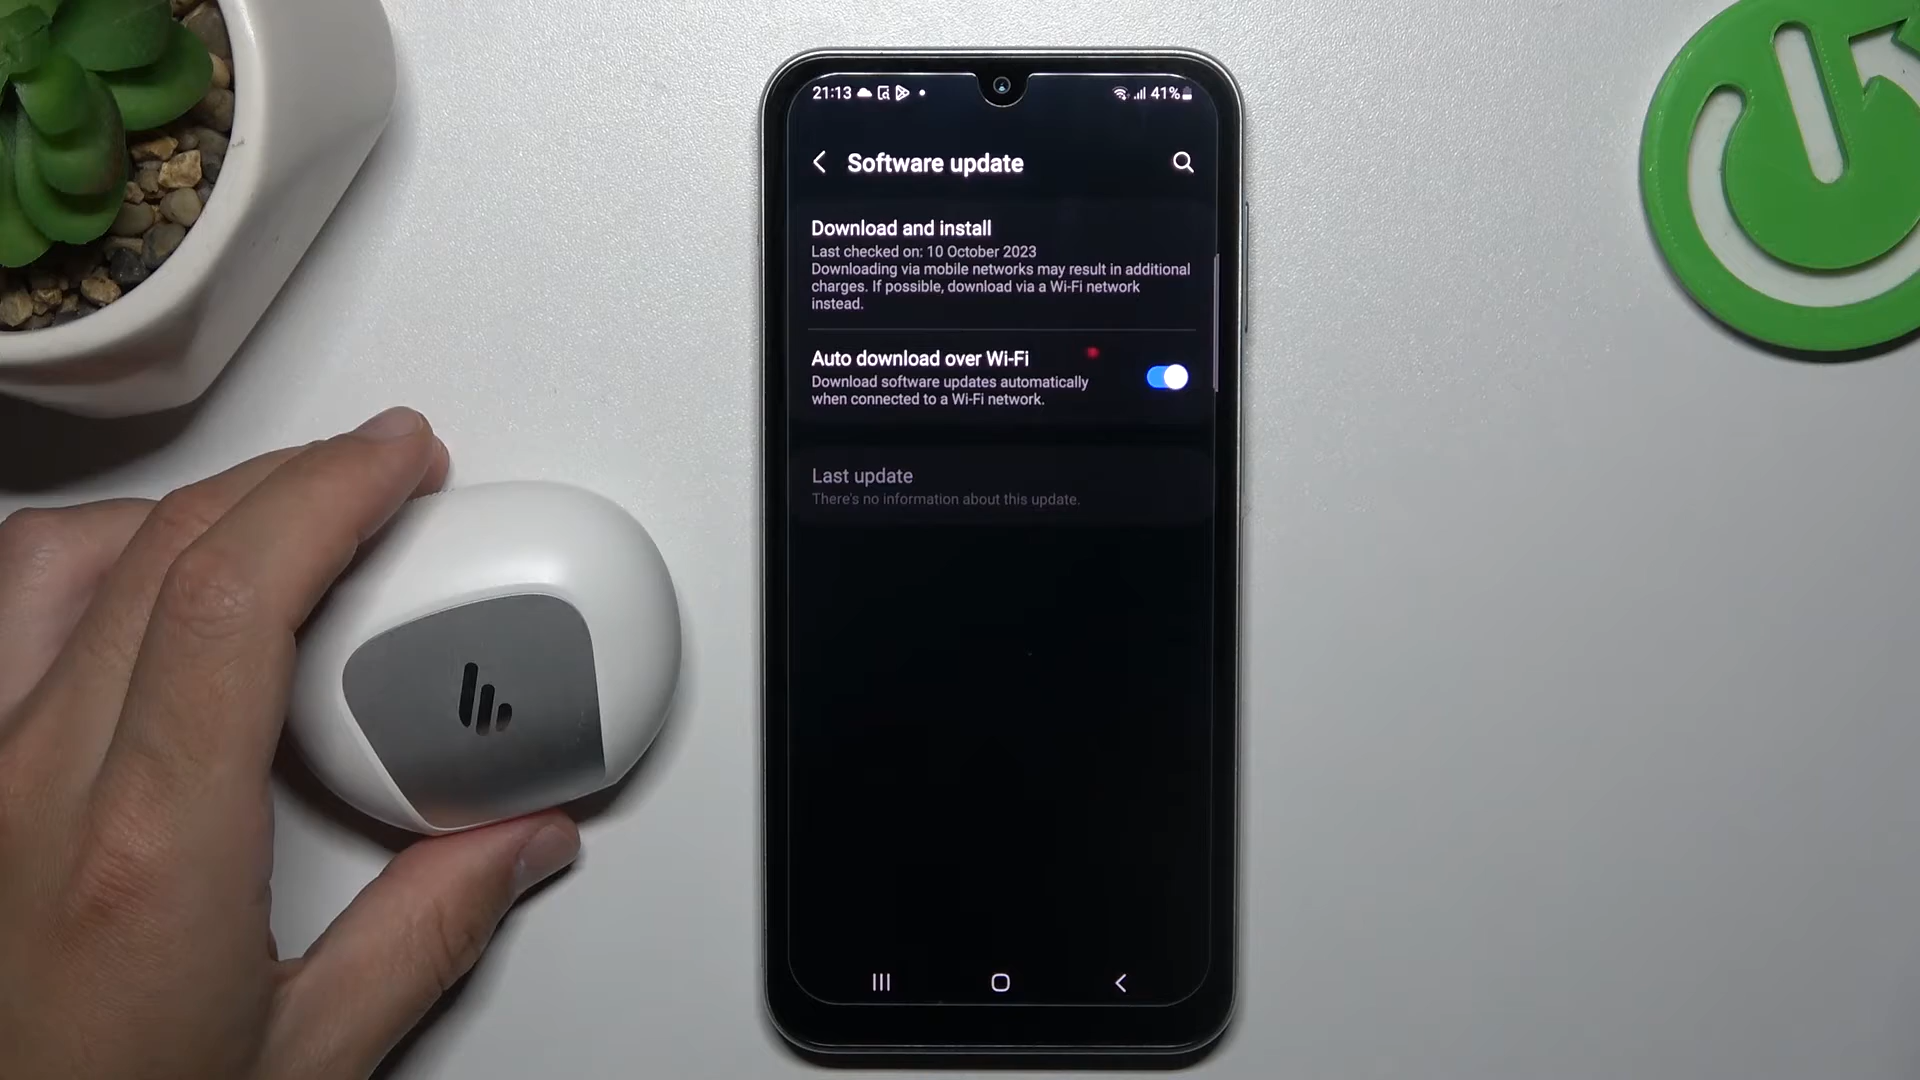 21:13
41%
Software update
Download and install
Last checked on: 10 October 2023
Downloading via mobile networks may result in additional
charges. If possible, download via a Wi-Fi network
instead.
Auto download over Wi-Fi
Download software updates automatically
when connected to a Wi-Fi network.
Last update
There's no information about this update.